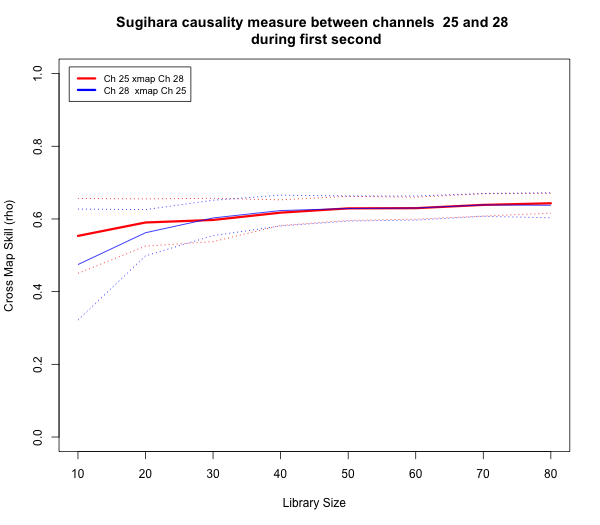 Sugihara causality measure between channels  25 and 28
during first second
Ch 25 xmap Ch 28
Ch 28  xmap Ch 25
Cross Map Skill (rho)
1.0
0.8
0.6
0.4
0.2
0.0
10 20 30 40 50 60 70 80
Library Size